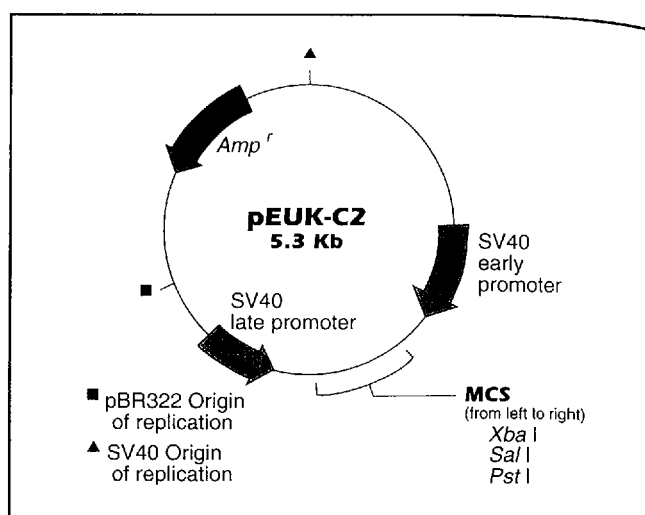 Amp r
pEUK-C2
5.3 Kb
SV40
early
promoter
SV40
late promoter
■ pBR322 Origin
of replication
▲ SV40 Origin
of replication
MCS
(from left to right)
Xba I
Sal I
Pst I